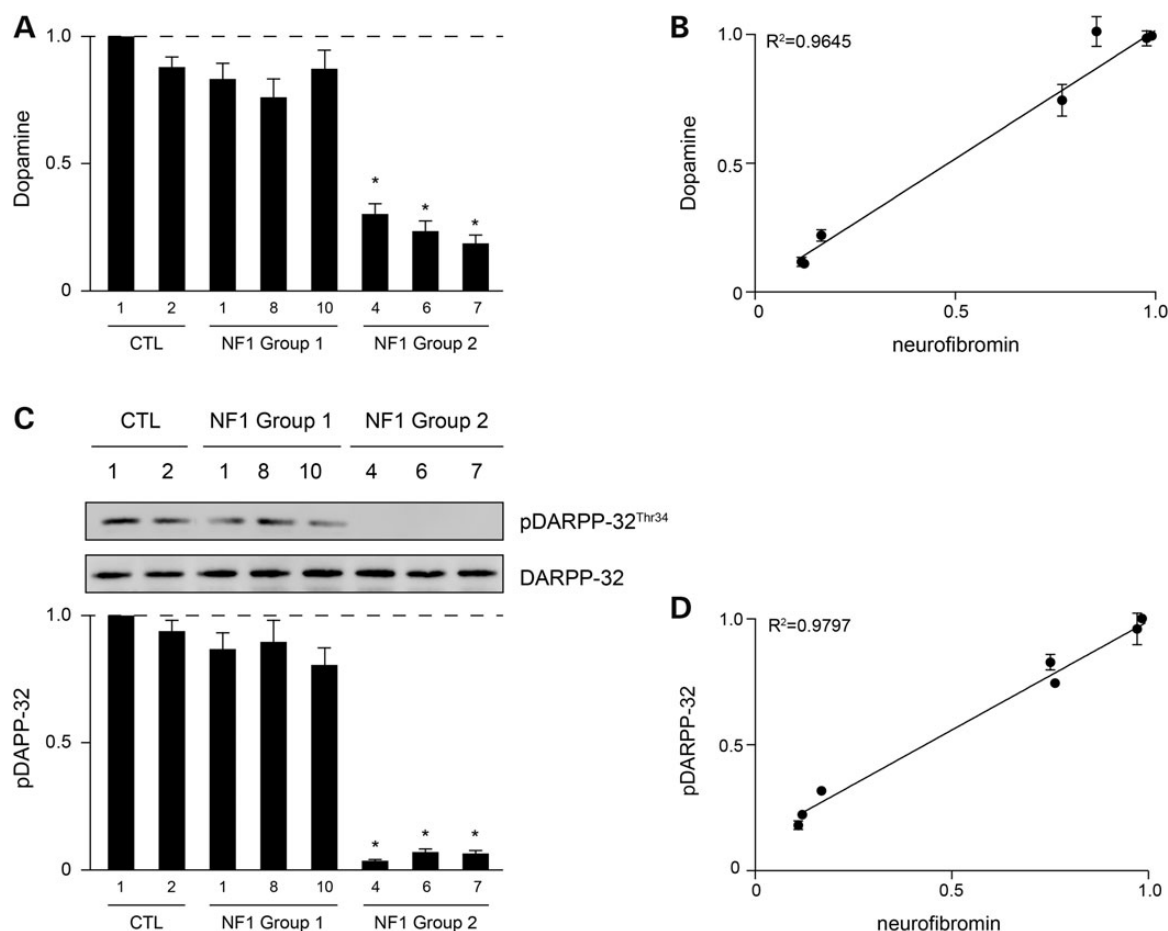 A
1.0
0.5
0
Dopamine
* * *
1 2 1 8 10 4 6 7
CTL NF1 Group 1 NF1 Group 2
B
R²=0.9645
1.0
0.5
0
Dopamine
0 0.5 1.0
neurofibromin
C
CTL NF1 Group 1 NF1 Group 2
1 2 1 8 10 4 6 7
pDARPP-32Thr34
DARPP-32
1.0
0.5
0
pDAPP-32
* * *
1 2 1 8 10 4 6 7
CTL NF1 Group 1 NF1 Group 2
D
R²=0.9797
1.0
0.5
0
pDARPP-32
0 0.5 1.0
neurofibromin